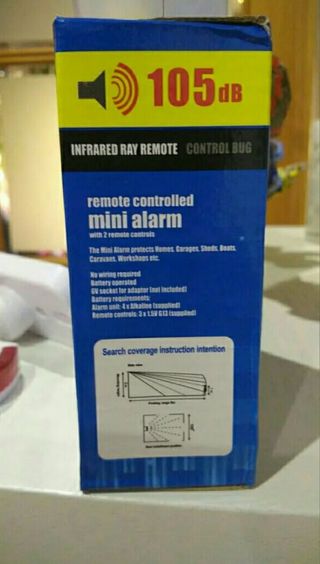 105dB
INFRARED RAY REMOTE CONTROL BUG
remote controlled
mini alarm
with 2 remote controls
The Mini Alarm protects Homes, Garages, Sheds, Boats,
Caravans, Workshops etc.
No wiring required
Battery operated
6V socket for adaptor (not included)
Battery requirements:
Alarm unit: 4 x Alkaline (supplied)
Remote controls: 3 x 1.5V G13 (supplied)
Search coverage instruction intention